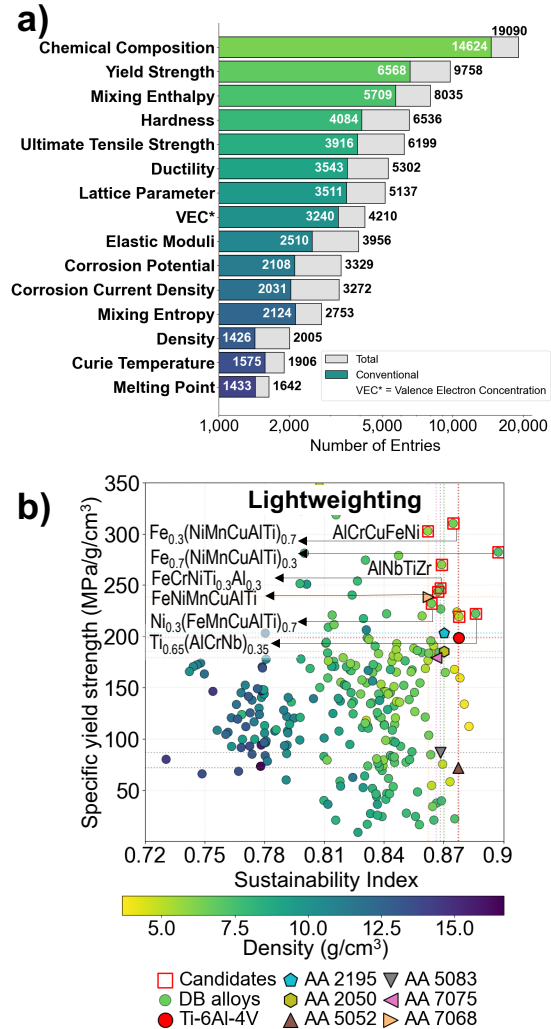 a)
19090
Chemical Composition 14624
Yield Strength 6568 9758
Mixing Enthalpy 5709 8035
Hardness 4084 6536
Ultimate Tensile Strength 3916 6199
Ductility 3543 5302
Lattice Parameter 3511 5137
VEC* 3240 4210
Elastic Moduli 2510 3956
Corrosion Potential 2108 3329
Corrosion Current Density 2031 3272
Mixing Entropy 2124 2753
Density 1426 2005
Curie Temperature 1575 1906
Melting Point 1433 1642
Total
Conventional
VEC* = Valence Electron Concentration
1,000 2,000 5,000 10,000 20,000
Number of Entries
b)
Lightweighting
Specific yield strength (MPa/g/cm³)
350
300
250
200
150
100
50
Fe₀.₃(NiMnCuAlTi)₀.₇
AlCrCuFeNi
Fe₀.₇(NiMnCuAlTi)₀.₃
AlNbTiZr
FeCrNiTi₀.₃Al₀.₃
FeNiMnCuAlTi
Ni₀.₃(FeMnCuAlTi)₀.₇
Ti₀.₆₅(AlCrNb)₀.₃₅
0.72 0.75 0.78 0.81 0.84 0.87 0.9
Sustainability Index
5.0 7.5 10.0 12.5 15.0
Density (g/cm³)
Candidates AA 2195 AA 5083
DB alloys AA 2050 AA 7075
Ti-6Al-4V AA 5052 AA 7068